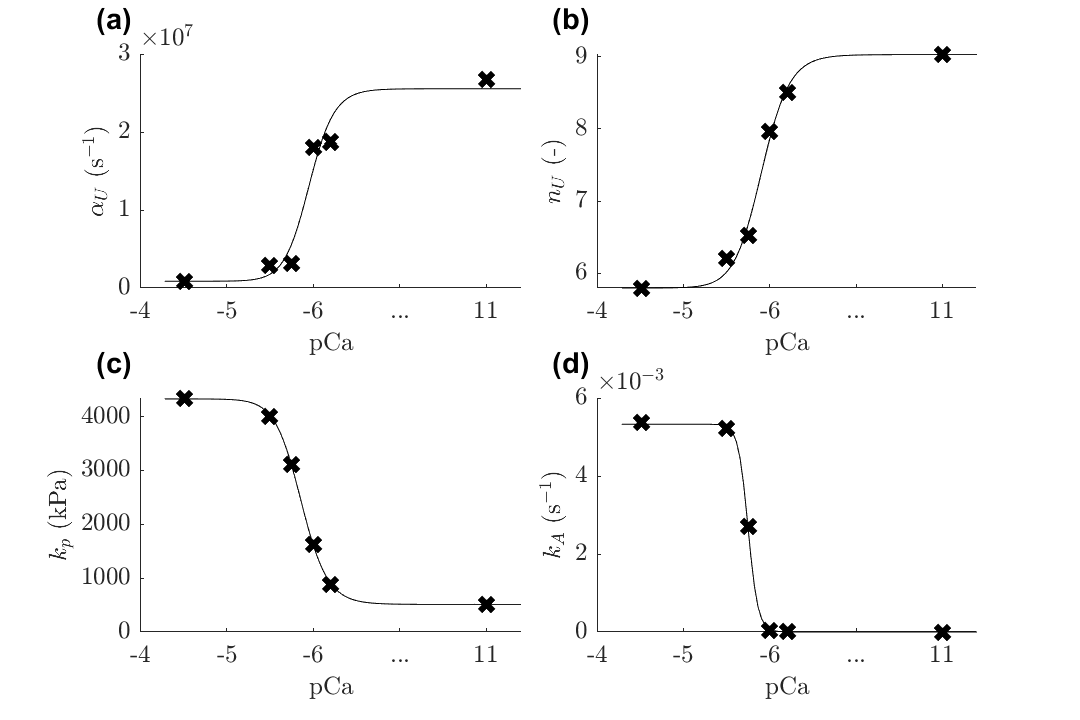 (a)
×10⁷
3
2
1
0
α_U (s⁻¹)
-4 -5 -6 ... 11
pCa
(b)
9
8
7
6
n_U (-)
-4 -5 -6 ... 11
pCa
(c)
4000
3000
2000
1000
0
k_p (kPa)
-4 -5 -6 ... 11
pCa
(d)
×10⁻³
6
4
2
0
k_A (s⁻¹)
-4 -5 -6 ... 11
pCa